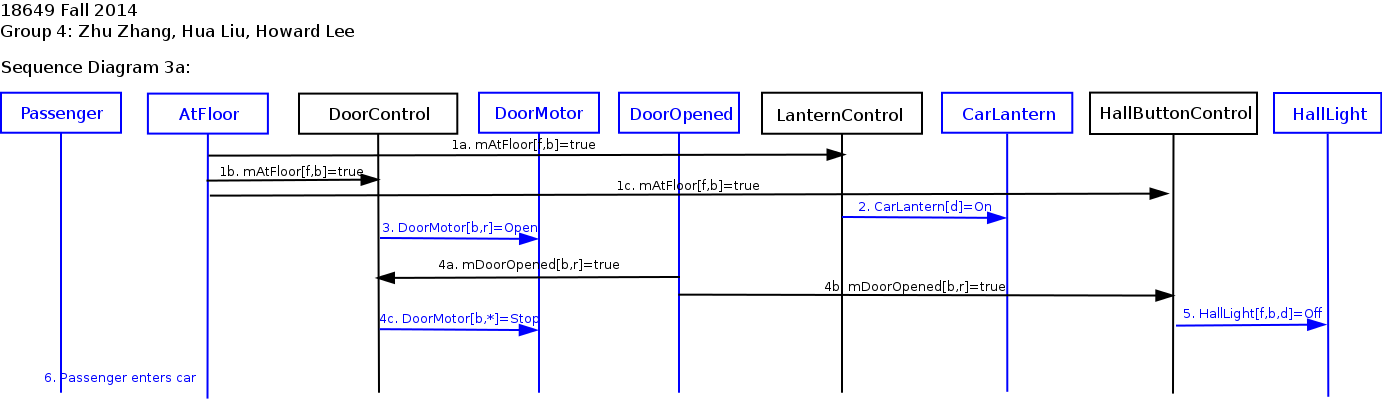 18649 Fall 2014
Group 4: Zhu Zhang, Hua Liu, Howard Lee
Sequence Diagram 3a:
Passenger
AtFloor
DoorControl
DoorMotor
DoorOpened
LanternControl
CarLantern
HallButtonControl
HallLight
1a. mAtFloor[f,b]=true
1b. mAtFloor[f,b]=true
1c. mAtFloor[f,b]=true
2. CarLantern[d]=On
3. DoorMotor[b,r]=Open
4a. mDoorOpened[b,r]=true
4b. mDoorOpened[b,r]=true
4c. DoorMotor[b,*]=Stop
5. HallLight[f,b,d]=Off
6. Passenger enters car